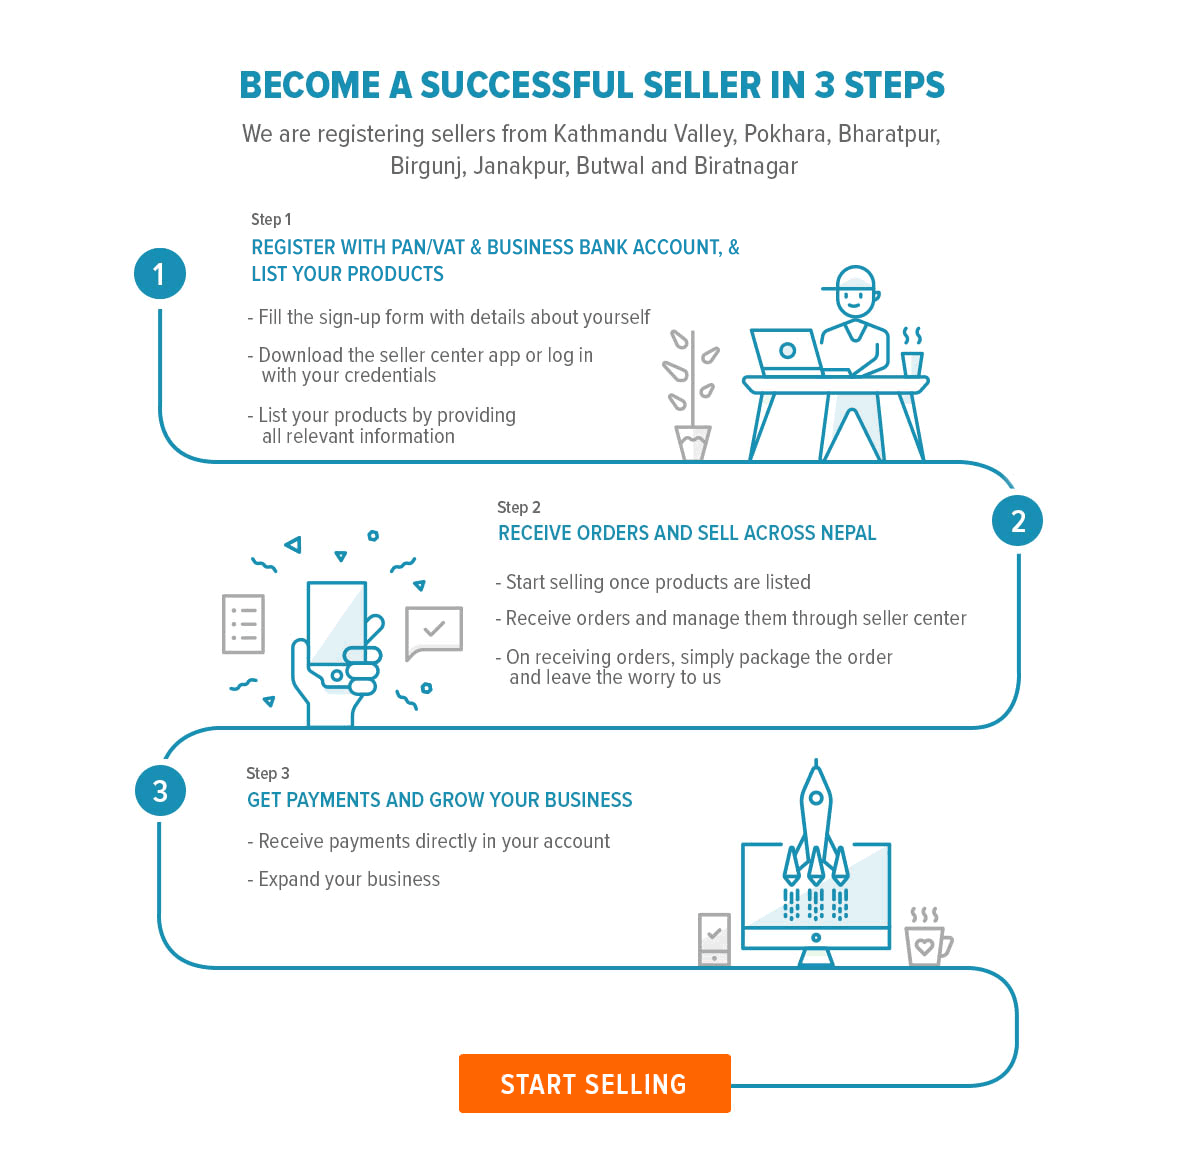 BECOME A SUCCESSFUL SELLER IN 3 STEPS
We are registering sellers from Kathmandu Valley, Pokhara, Bharatpur,
Birgunj, Janakpur, Butwal and Biratnagar
Step 1
1
REGISTER WITH PAN/VAT & BUSINESS BANK ACCOUNT, &
LIST YOUR PRODUCTS
- Fill the sign-up form with details about yourself
- Download the seller center app or log in
with your credentials
- List your products by providing
all relevant information
Step 2
2
RECEIVE ORDERS AND SELL ACROSS NEPAL
- Start selling once products are listed
- Receive orders and manage them through seller center
- On receiving orders, simply package the order
and leave the worry to us
Step 3
3
GET PAYMENTS AND GROW YOUR BUSINESS
- Receive payments directly in your account
- Expand your business
START SELLING